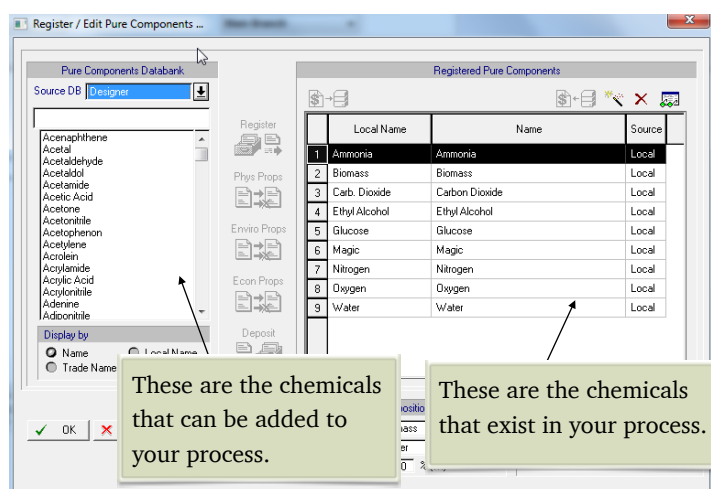 Register / Edit Pure Components ...
Pure Components Databank
Registered Pure Components
Source DB Designer
Acenaphthene
Acetal
Acetaldehyde
Acetaldol
Acetamide
Acetic Acid
Acetone
Acetonitrile
Acetophenon
Acetylene
Acrolein
Acrylamide
Acrylic Acid
Acrylonitrile
Adenine
Adiponitrile
Register
Phys Props
Enviro Props
Econ Props
Deposit
Local Name Name Source
1 Ammonia Ammonia Local
2 Biomass Biomass Local
3 Carb. Dioxide Carbon Dioxide Local
4 Ethyl Alcohol Ethyl Alcohol Local
5 Glucose Glucose Local
6 Magic Magic Local
7 Nitrogen Nitrogen Local
8 Oxygen Oxygen Local
9 Water Water Local
Display by
Name Local Name
Trade Name
OK
These are the chemicals
that can be added to
your process.
These are the chemicals
that exist in your process.